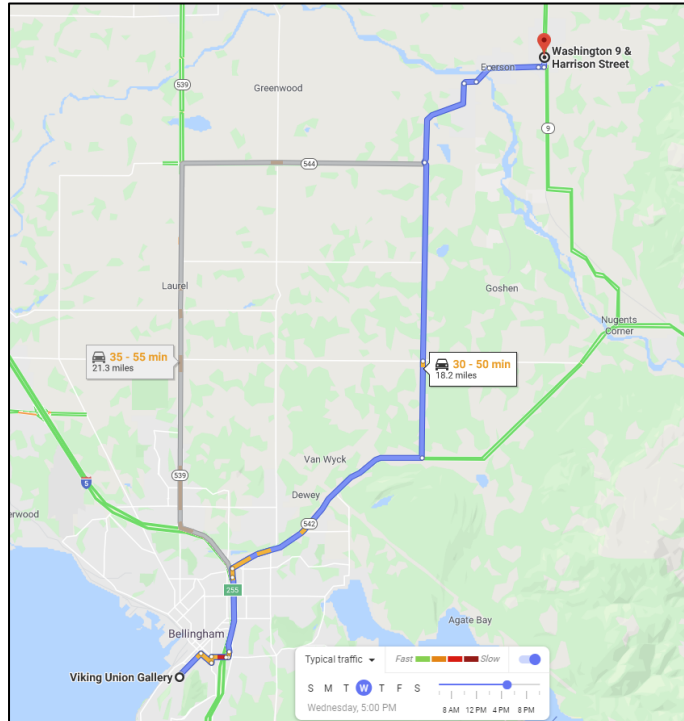 Washington 9 &
Harrison Street
Everson
539
Greenwood
9
544
Laurel
Goshen
Nugents
Corner
35 - 55 min
21.3 miles
30 - 50 min
18.2 miles
Van Wyck
539
5
Dewey
erwood
542
255
Agate Bay
Bellingham
Viking Union Gallery
Typical traffic
Fast
Slow
S M T W T F S
Wednesday, 5:00 PM
8 AM 12 PM 4 PM 8 PM